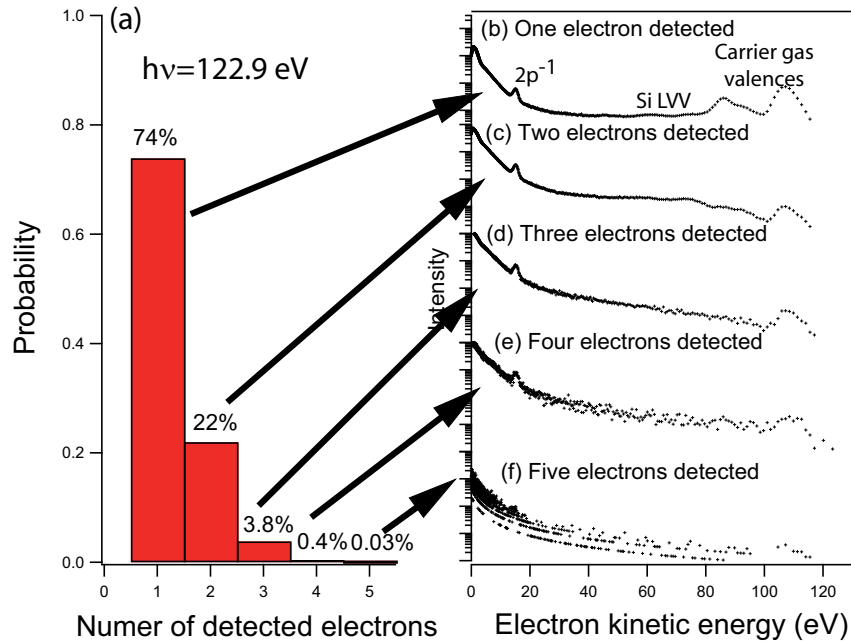 (a)
hν=122.9 eV
1.0
0.8
0.6
0.4
0.2
0.0
Probability
74%
22%
3.8%
0.4%
0.03%
0
1
2
3
4
5
Numer of detected electrons
(b) One electron detected
Carrier gas
valences
2p⁻¹
Si LVV
(c) Two electrons detected
(d) Three electrons detected
Intensity
(e) Four electrons detected
(f) Five electrons detected
0
20
40
60
80
100
120
Electron kinetic energy (eV)